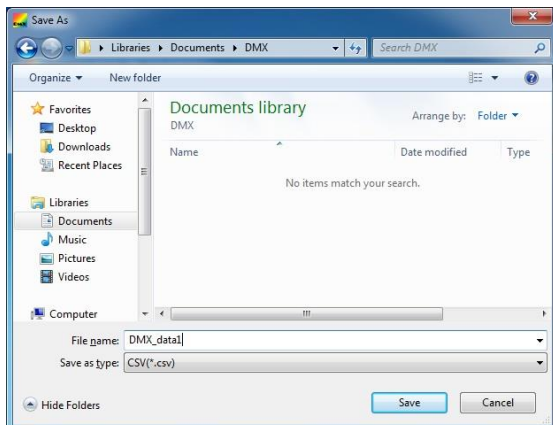 Save As
Libraries Documents DMX Search DMX
Organize New folder
Favorites
Desktop
Downloads
Recent Places
Libraries
Documents
Music
Pictures
Videos
Computer
Documents library
DMX
Arrange by: Folder
Name Date modified Type
No items match your search.
File name: DMX_data1
Save as type: CSV(*.csv)
Hide Folders Save Cancel